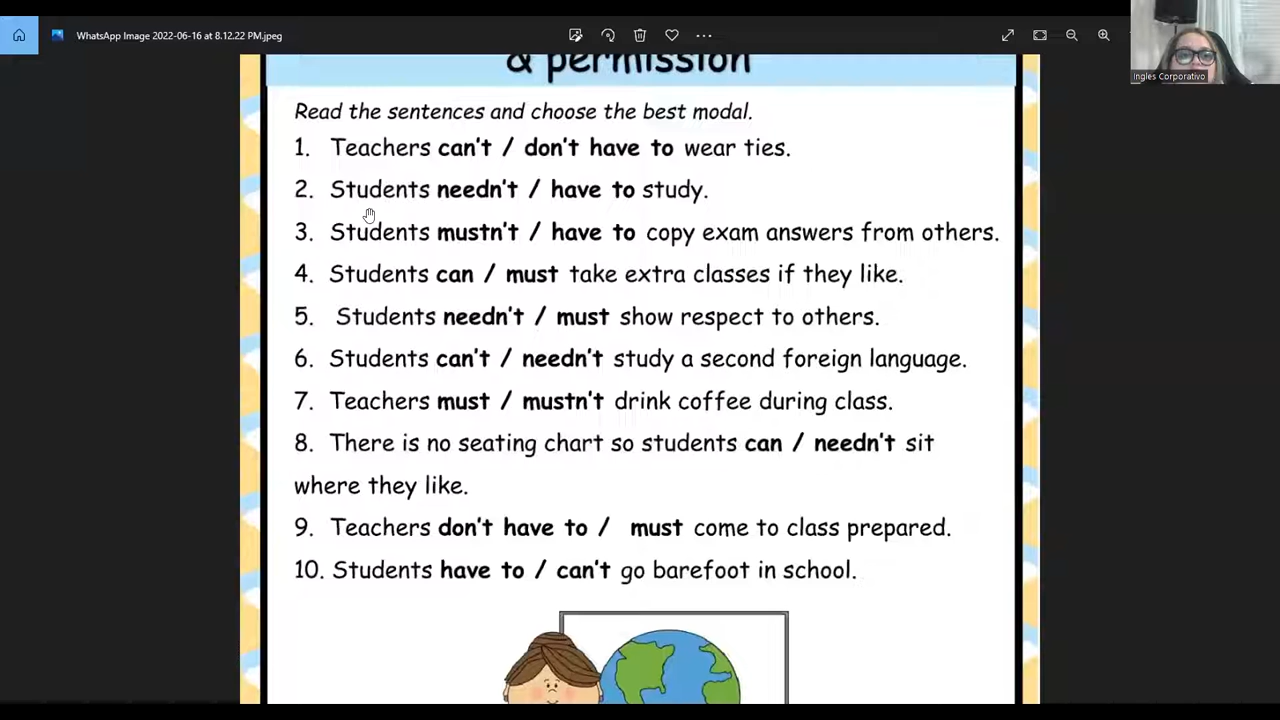 WhatsApp Image 2022-06-16 at 8.12.22 PM.jpeg
Ingles Corporativo
& permission
Read the sentences and choose the best modal.
1. Teachers can't / don't have to wear ties.
2. Students needn't / have to study.
3. Students mustn't / have to copy exam answers from others.
4. Students can / must take extra classes if they like.
5. Students needn't / must show respect to others.
6. Students can't / needn't study a second foreign language.
7. Teachers must / mustn't drink coffee during class.
8. There is no seating chart so students can / needn't sit
where they like.
9. Teachers don't have to / must come to class prepared.
10. Students have to / can't go barefoot in school.